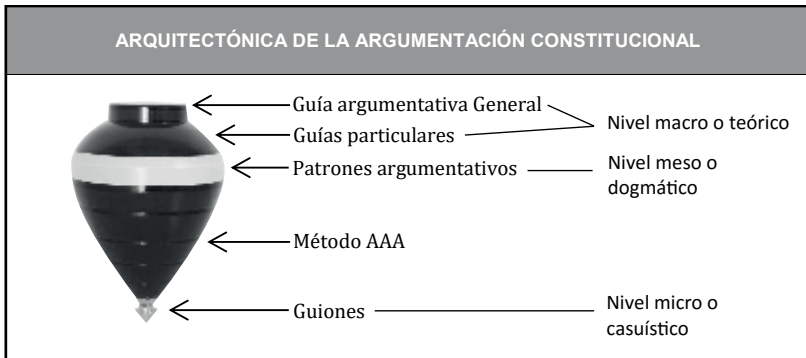 ARQUITECTÓNICA DE LA ARGUMENTACIÓN CONSTITUCIONAL
Guía argumentativa General
Guías particulares
Nivel macro o teórico
Patrones argumentativos
Nivel meso o
dogmático
Método AAA
Guiones
Nivel micro o
casuístico